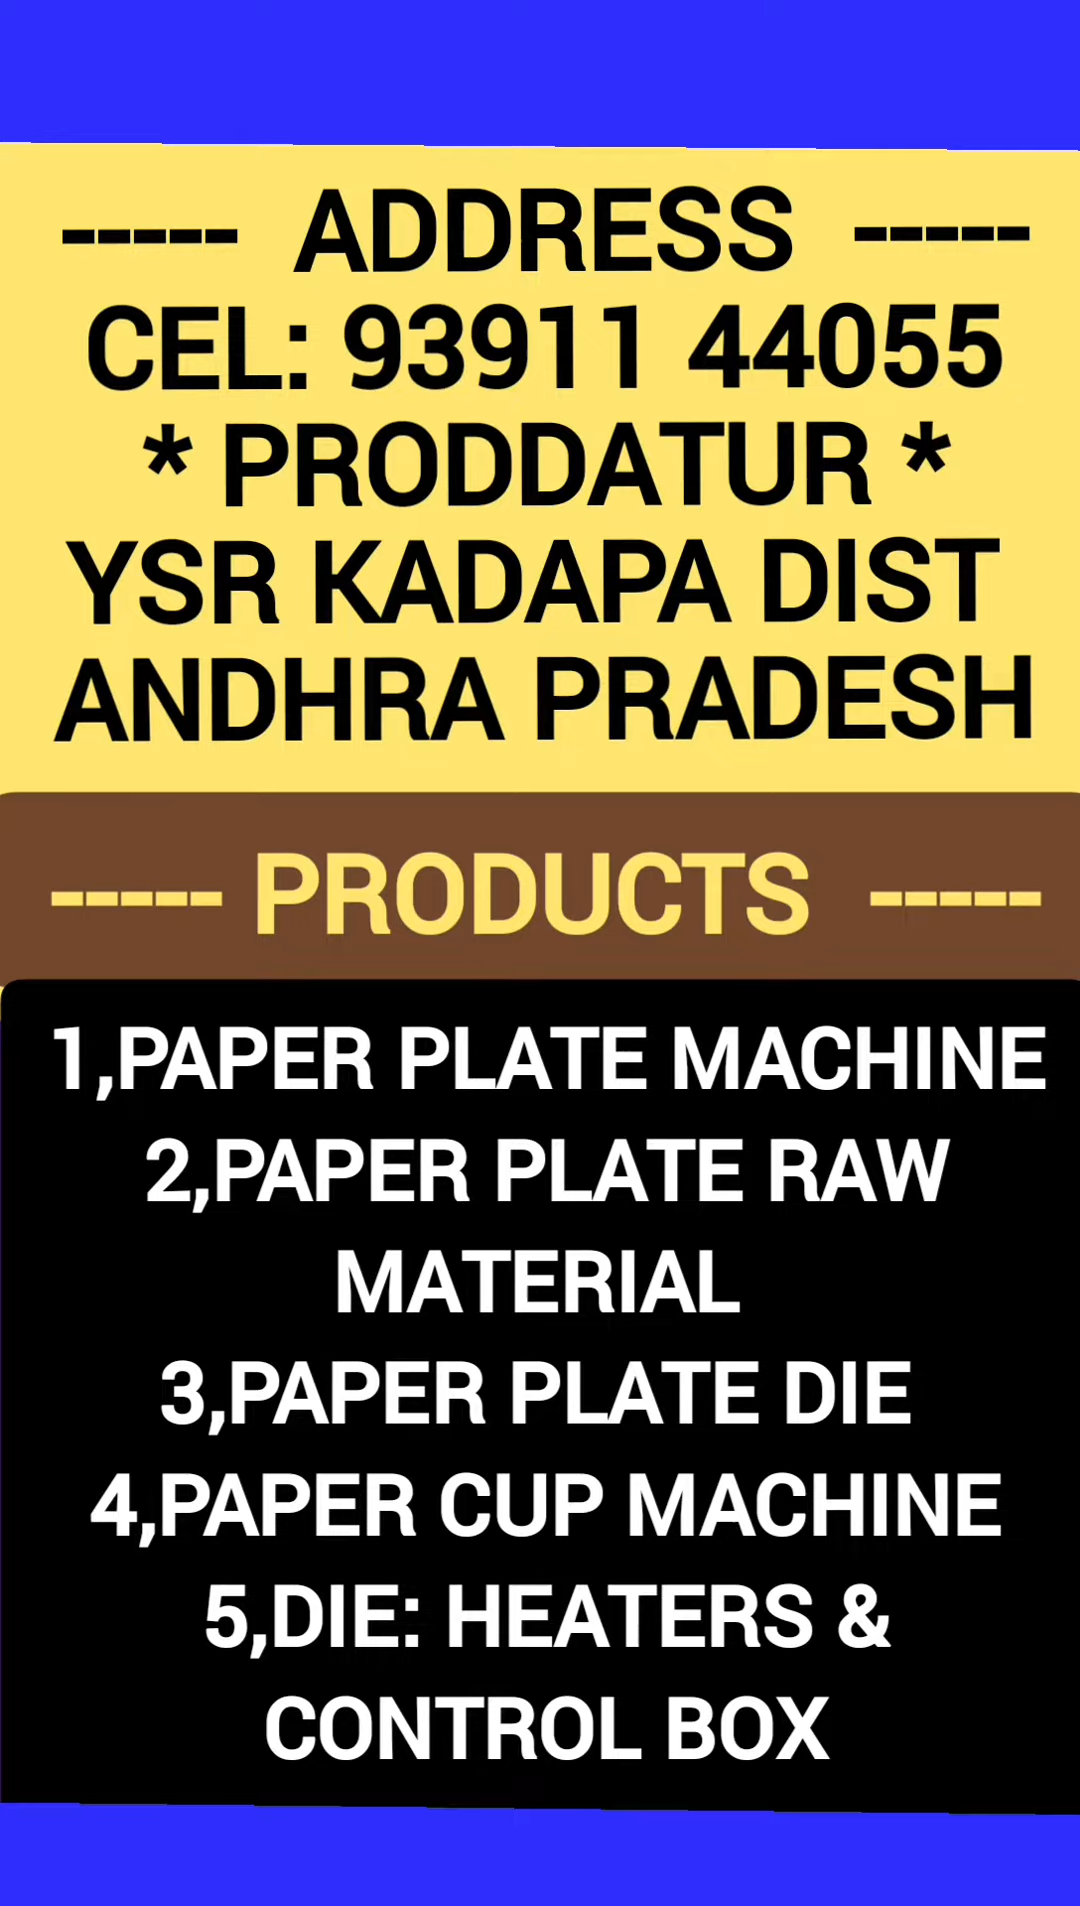 ----- ADDRESS -----
CEL: 93911 44055
* PRODDATUR *
YSR KADAPA DIST
ANDHRA PRADESH
----- PRODUCTS -----
1,PAPER PLATE MACHINE
2,PAPER PLATE RAW
MATERIAL
3,PAPER PLATE DIE
4,PAPER CUP MACHINE
5,DIE: HEATERS &
CONTROL BOX